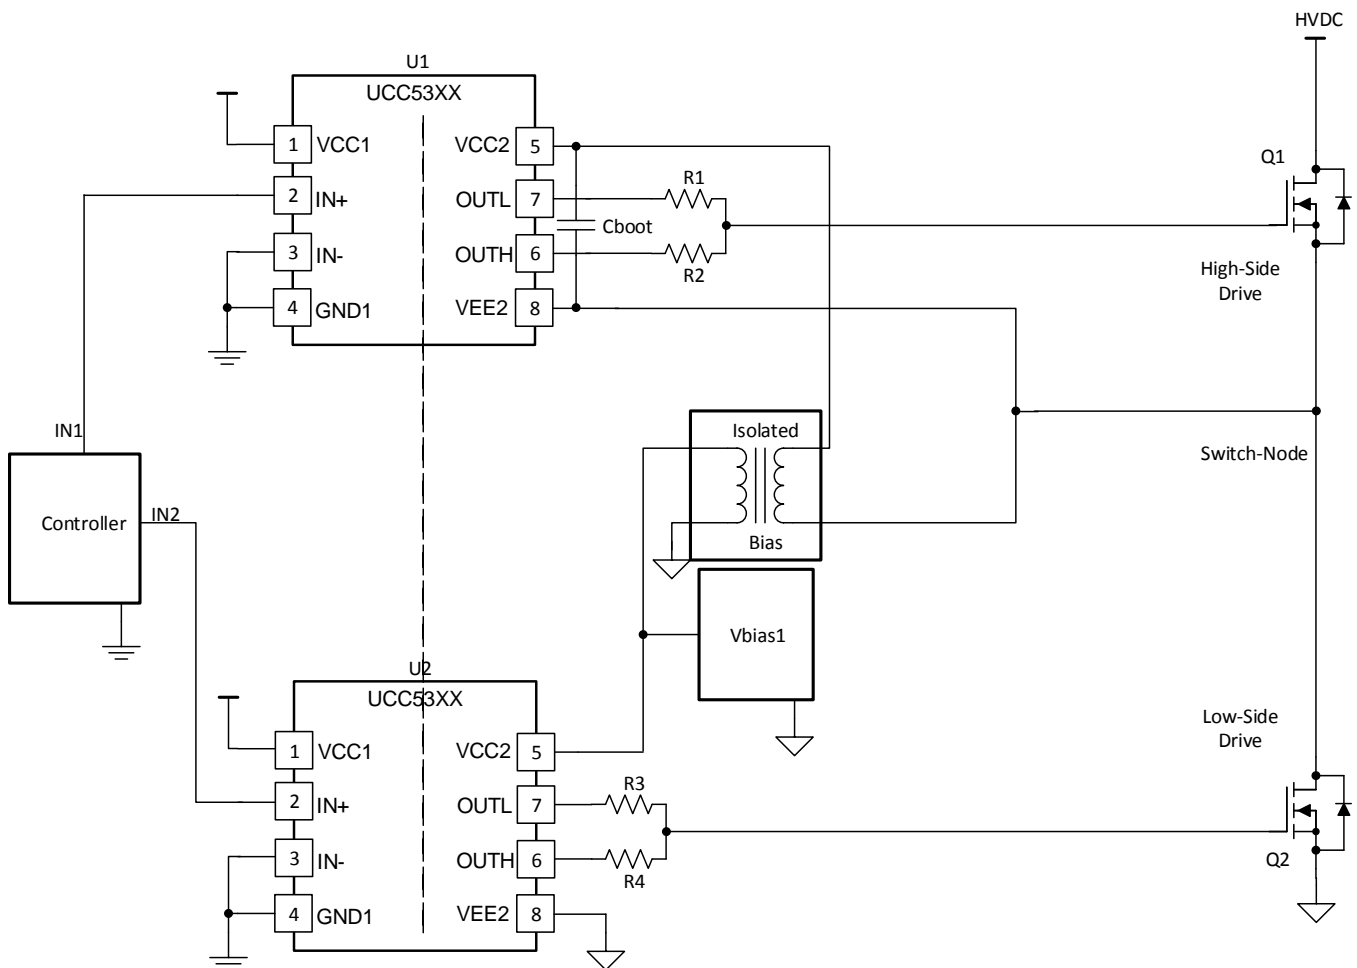 HVDC
U1
UCC53XX
1 VCC1 VCC2 5
2 IN+ OUTL 7
3 IN- OUTH 6
4 GND1 VEE2 8
R1
Cboot
R2
Q1
High-Side
Drive
IN1
Isolated
Bias
Switch-Node
Controller
IN2
Vbias1
U2
UCC53XX
1 VCC1 VCC2 5
2 IN+ OUTL 7
3 IN- OUTH 6
4 GND1 VEE2 8
R3
R4
Low-Side
Drive
Q2